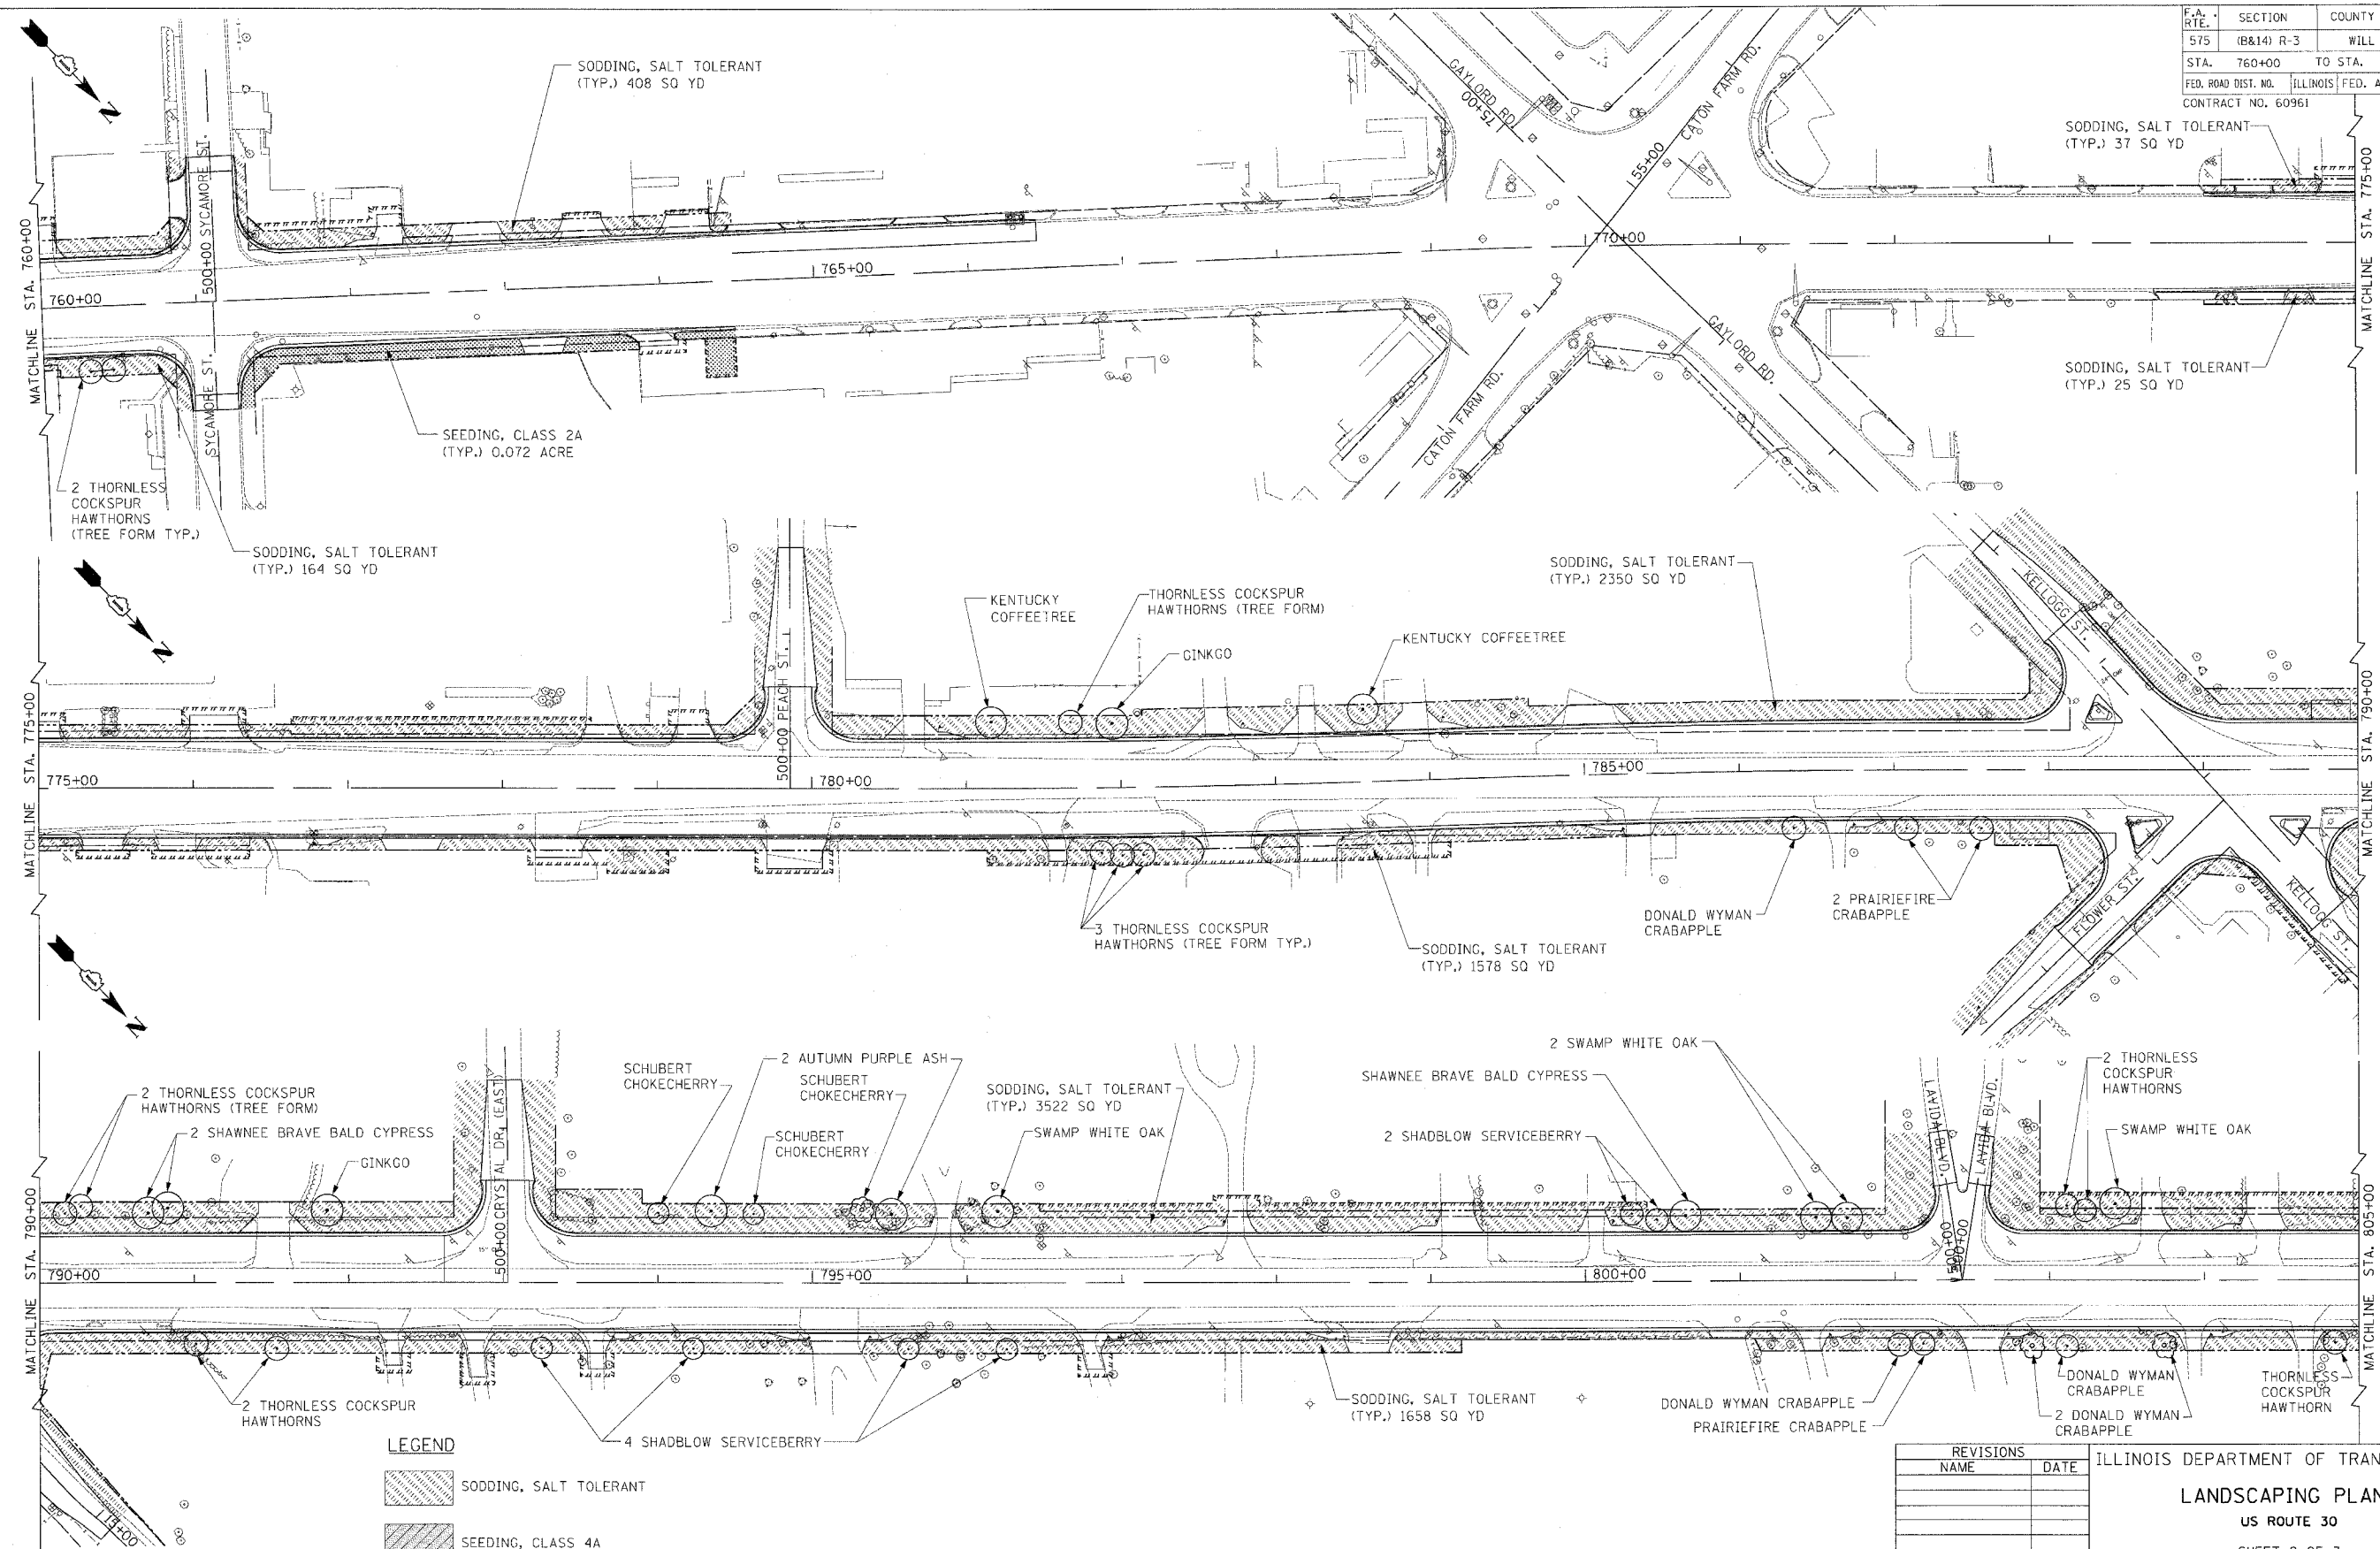 F.A. RTE. SECTION COUNTY
575 (B&14) R-3 WILL
STA. 760+00 TO STA.
FED. ROAD DIST. NO. ILLINOIS FED. A
CONTRACT NO. 60961
N
SODDING, SALT TOLERANT
(TYP.) 408 SQ YD
GAYLORD RD.
75+00
CATON FARM RD.
55+00
SODDING, SALT TOLERANT
(TYP.) 37 SQ YD
MATCHLINE STA. 760+00
760+00
500+00 SYCAMORE ST.
SYCAMORE ST.
765+00
770+00
MATCHLINE STA. 775+00
GAYLORD RD.
CATON FARM RD.
SODDING, SALT TOLERANT
(TYP.) 25 SQ YD
SEEDING, CLASS 2A
(TYP.) 0.072 ACRE
2 THORNLESS
COCKSPUR
HAWTHORNS
(TREE FORM TYP.)
SODDING, SALT TOLERANT
(TYP.) 164 SQ YD
N
KENTUCKY
COFFEETREE
THORNLESS COCKSPUR
HAWTHORNS (TREE FORM)
GINKGO
KENTUCKY COFFEETREE
SODDING, SALT TOLERANT
(TYP.) 2350 SQ YD
KELLOGG ST.
MATCHLINE STA. 775+00
775+00
500+00 PEACH ST.
780+00
785+00
MATCHLINE STA. 790+00
3 THORNLESS COCKSPUR
HAWTHORNS (TREE FORM TYP.)
SODDING, SALT TOLERANT
(TYP.) 1578 SQ YD
DONALD WYMAN
CRABAPPLE
2 PRAIRIEFIRE
CRABAPPLE
FLOWER ST.
KELLOGG ST.
N
2 THORNLESS COCKSPUR
HAWTHORNS (TREE FORM)
2 SHAWNEE BRAVE BALD CYPRESS
GINKGO
500+00 CRYSTAL DR. (EAST)
SCHUBERT
CHOKECHERRY
2 AUTUMN PURPLE ASH
SCHUBERT
CHOKECHERRY
SCHUBERT
CHOKECHERRY
SODDING, SALT TOLERANT
(TYP.) 3522 SQ YD
SWAMP WHITE OAK
2 SWAMP WHITE OAK
SHAWNEE BRAVE BALD CYPRESS
2 SHADBLOW SERVICEBERRY
LAVIDA BLVD.
LAVIDA BLVD.
500+00
500+00
2 THORNLESS
COCKSPUR
HAWTHORNS
SWAMP WHITE OAK
MATCHLINE STA. 790+00
790+00
795+00
800+00
MATCHLINE STA. 805+00
2 THORNLESS COCKSPUR
HAWTHORNS
4 SHADBLOW SERVICEBERRY
SODDING, SALT TOLERANT
(TYP.) 1658 SQ YD
DONALD WYMAN CRABAPPLE
PRAIRIEFIRE CRABAPPLE
DONALD WYMAN
CRABAPPLE
2 DONALD WYMAN
CRABAPPLE
THORNLESS
COCKSPUR
HAWTHORN
15+00
LEGEND
SODDING, SALT TOLERANT
SEEDING, CLASS 4A
REVISIONS
NAME DATE
ILLINOIS DEPARTMENT OF TRAN
LANDSCAPING PLAN
US ROUTE 30